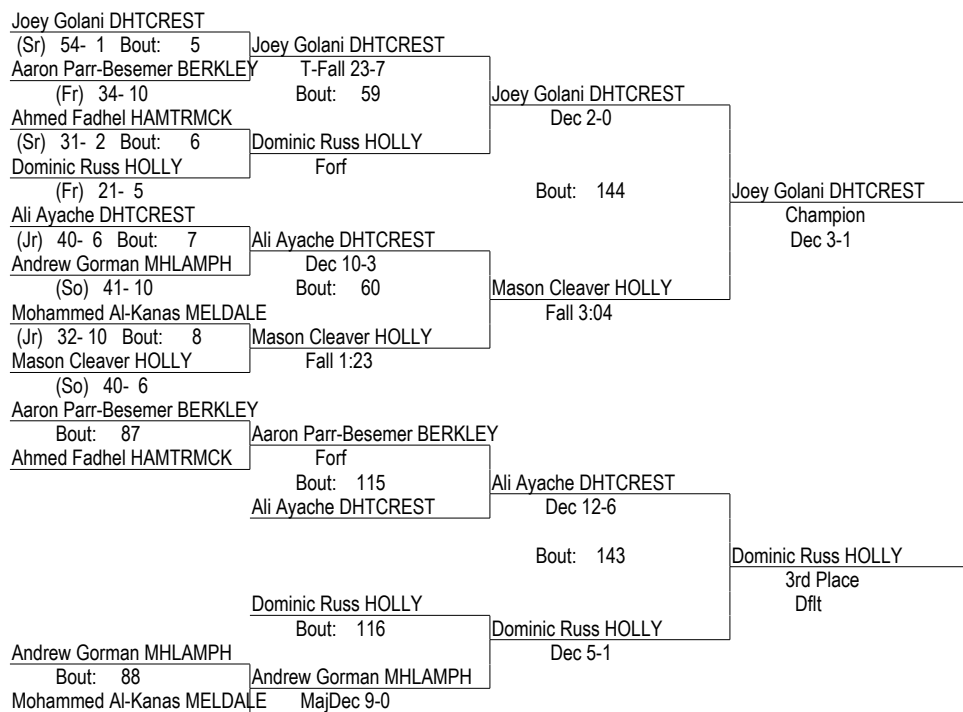 Joey Golani DHTCREST
(Sr) 54- 1 Bout: 5
Joey Golani DHTCREST
Aaron Parr-Besemer BERKLEY
T-Fall 23-7
(Fr) 34- 10
Bout: 59
Joey Golani DHTCREST
Ahmed Fadhel HAMTRMCK
Dec 2-0
(Sr) 31- 2 Bout: 6
Dominic Russ HOLLY
Dominic Russ HOLLY
Forf
(Fr) 21- 5
Bout: 144
Joey Golani DHTCREST
Ali Ayache DHTCREST
Champion
(Jr) 40- 6 Bout: 7
Ali Ayache DHTCREST
Dec 3-1
Andrew Gorman MHLAMPH
Dec 10-3
(So) 41- 10
Bout: 60
Mason Cleaver HOLLY
Mohammed Al-Kanas MELDALE
Fall 3:04
(Jr) 32- 10 Bout: 8
Mason Cleaver HOLLY
Mason Cleaver HOLLY
Fall 1:23
(So) 40- 6
Aaron Parr-Besemer BERKLEY
Bout: 87
Aaron Parr-Besemer BERKLEY
Ahmed Fadhel HAMTRMCK
Forf
Bout: 115
Ali Ayache DHTCREST
Ali Ayache DHTCREST
Dec 12-6
Bout: 143
Dominic Russ HOLLY
3rd Place
Dflt
Dominic Russ HOLLY
Bout: 116
Dominic Russ HOLLY
Dec 5-1
Andrew Gorman MHLAMPH
Bout: 88
Andrew Gorman MHLAMPH
Mohammed Al-Kanas MELDALE
MajDec 9-0